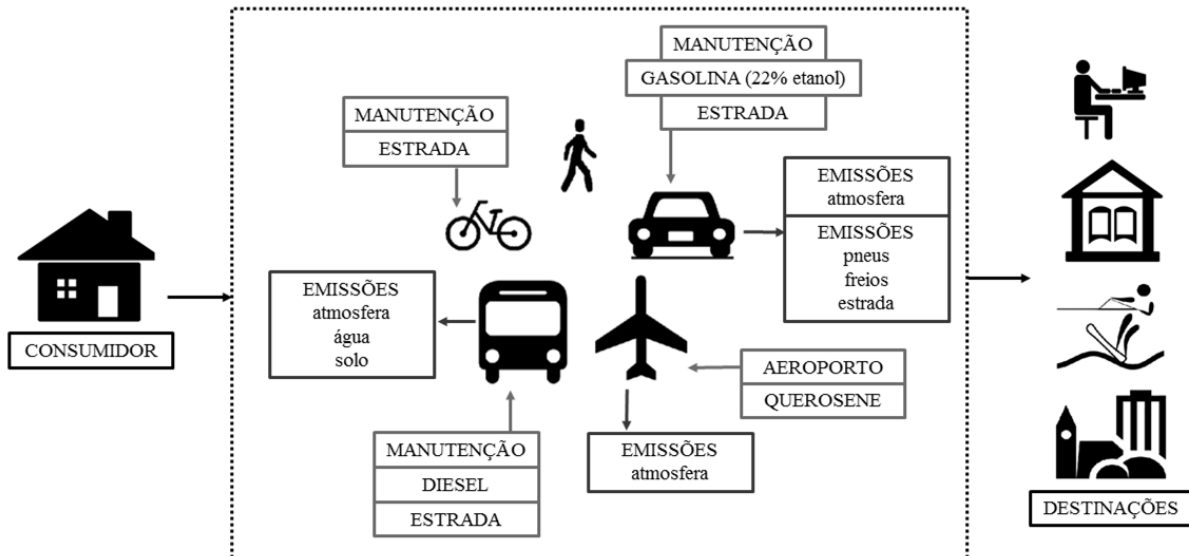 MANUTENÇÃO
GASOLINA (22% etanol)
ESTRADA
MANUTENÇÃO
ESTRADA
EMISSÕES
atmosfera
EMISSÕES
pneus
freios
estrada
EMISSÕES
atmosfera
água
solo
CONSUMIDOR
AEROPORTO
QUEROSENE
MANUTENÇÃO
DIESEL
ESTRADA
EMISSÕES
atmosfera
DESTINAÇÕES